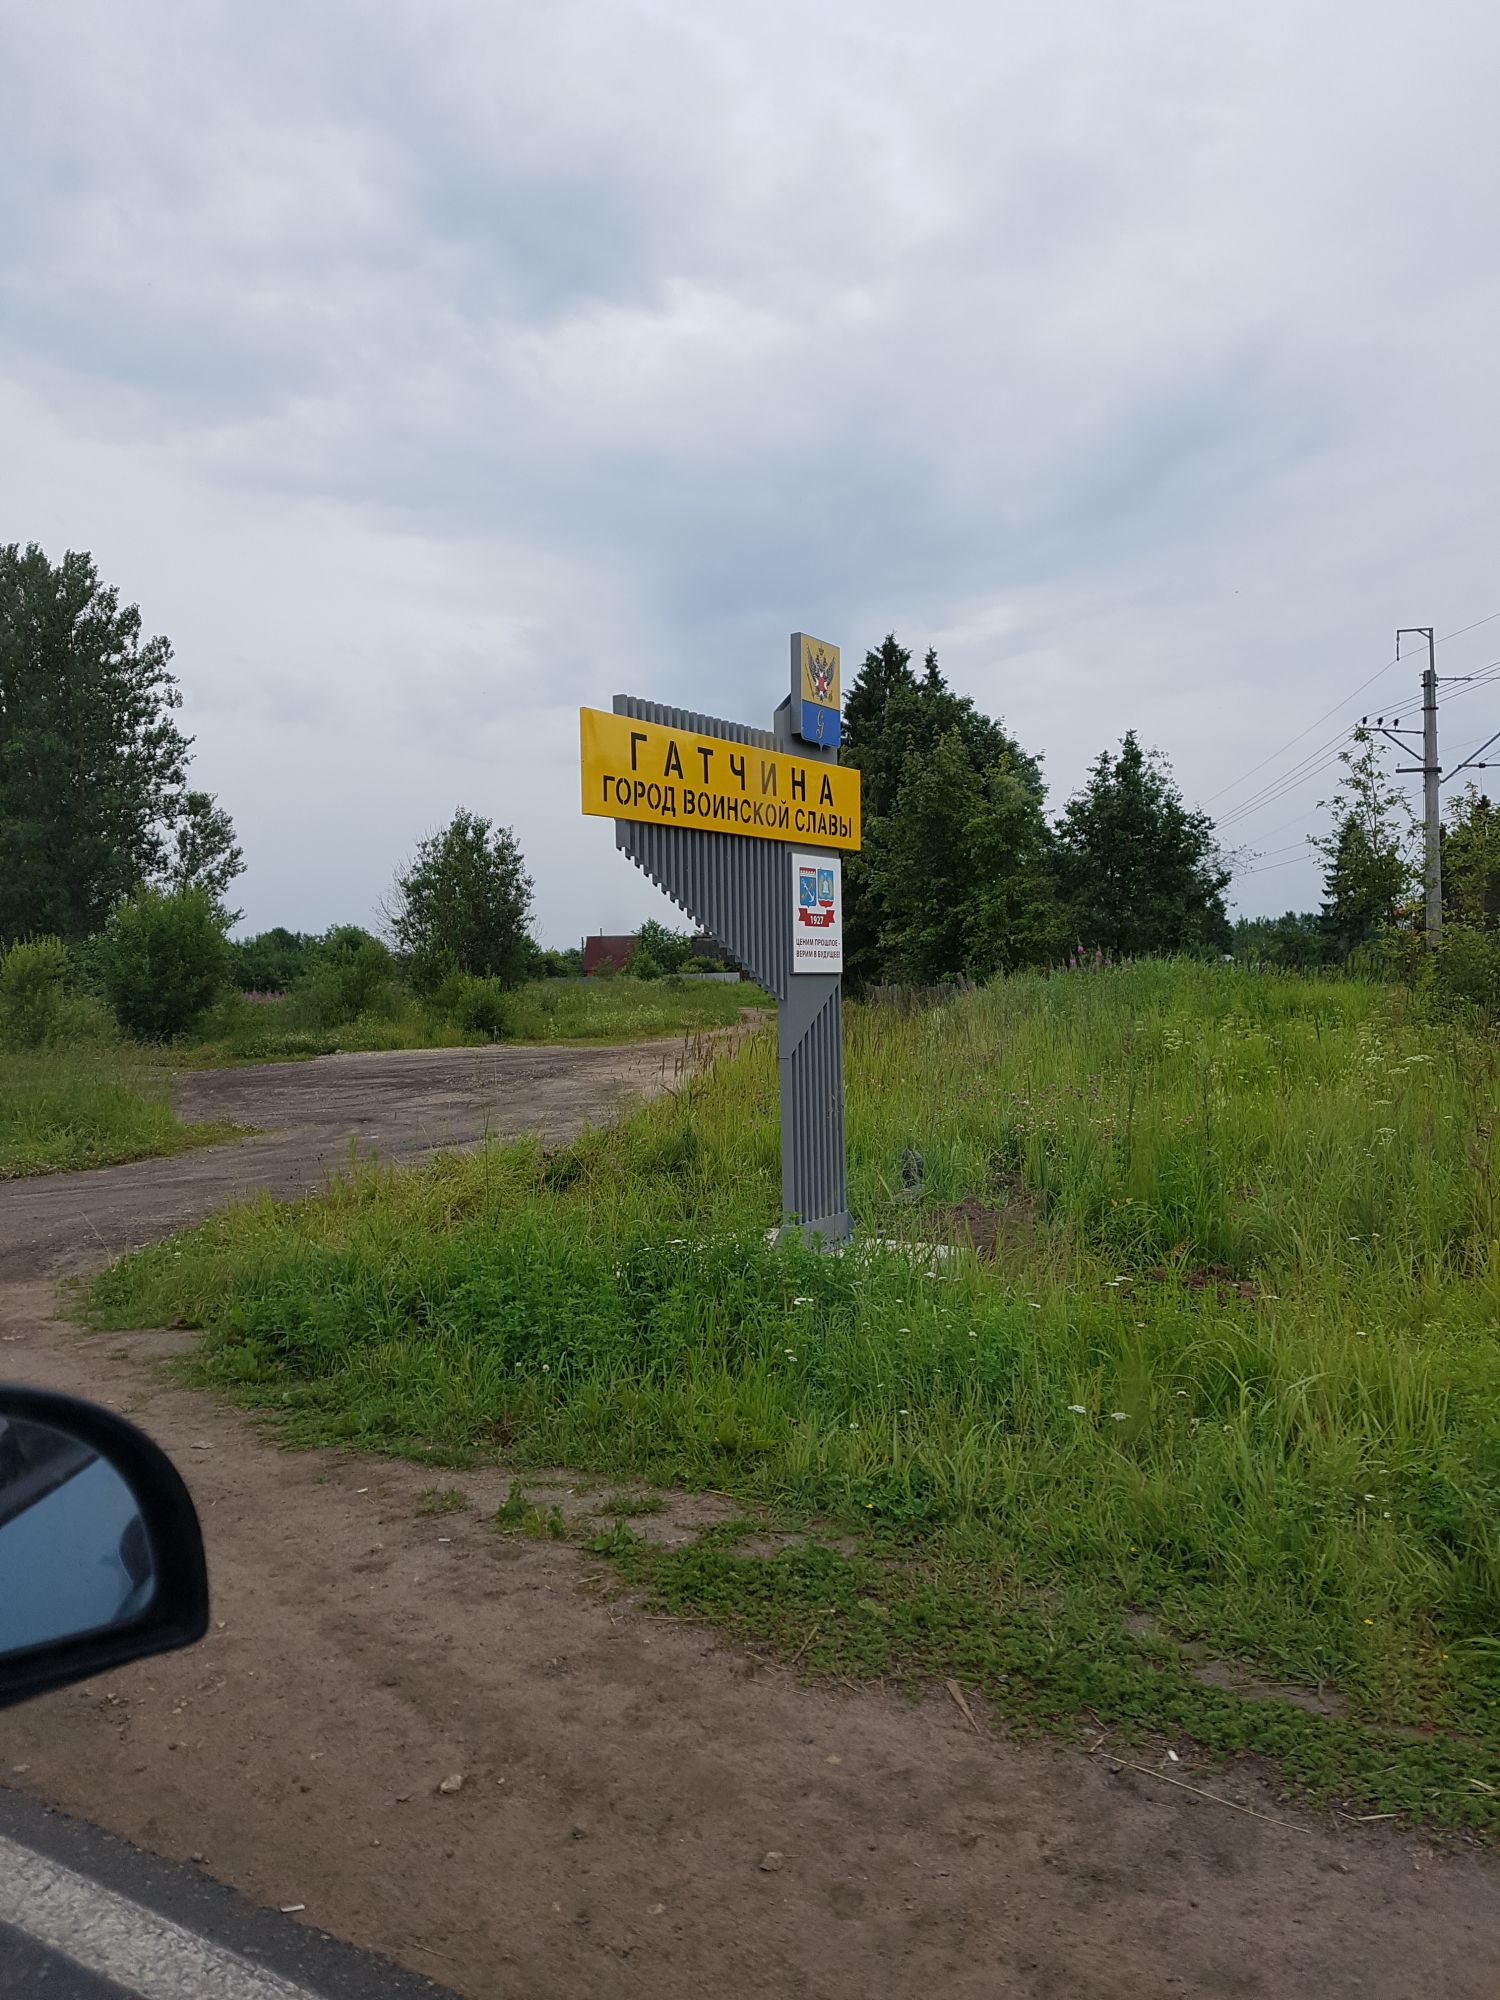 G
ГАТЧИНА
ГОРОД ВОИНСКОЙ СЛАВЫ
1927
ЦЕНИМ ПРОШЛОЕ -
ВЕРИМ В БУДУЩЕЕ!